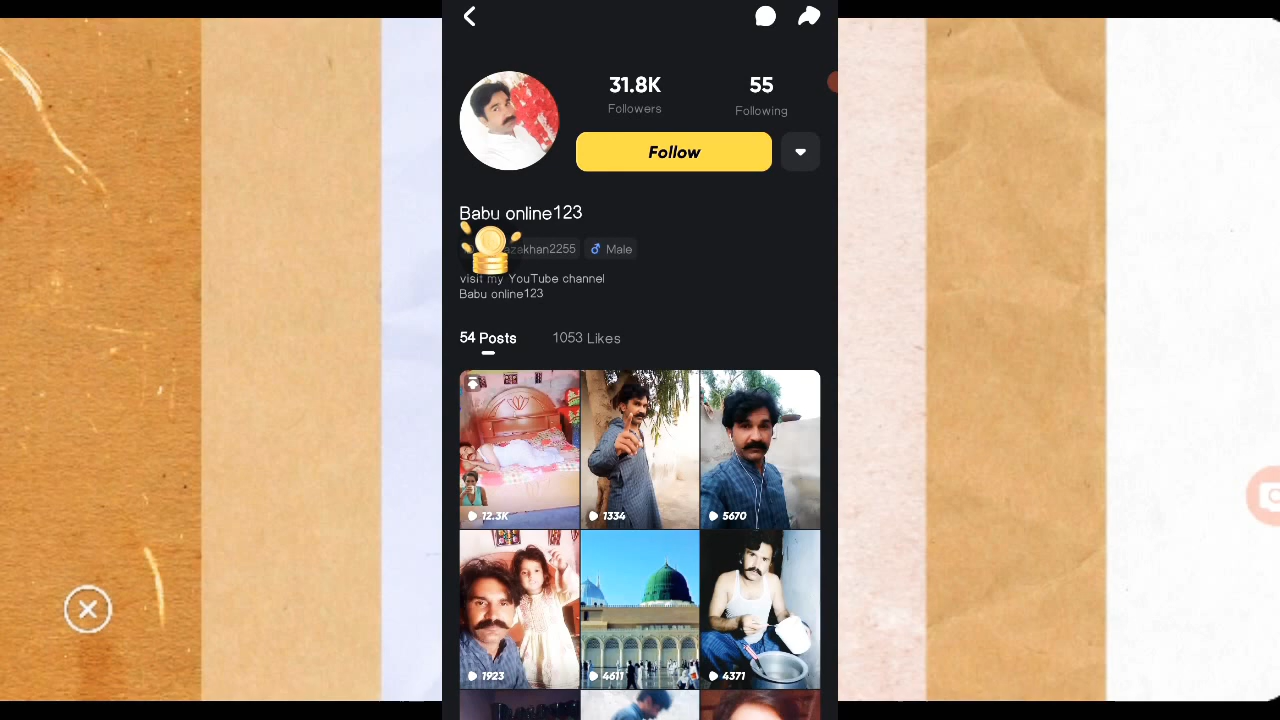 31.8K
55
Followers
Following
Follow
Babu online123
khan2255
Male
visit my YouTube channel
Babu online123
54 Posts
1053 Likes
12.3K
1334
5670
1923
4611
4371